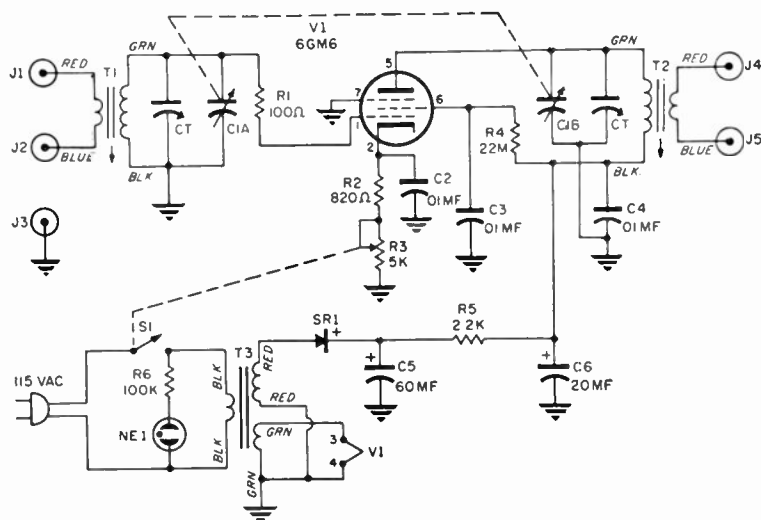 V1
6GM6
J1
RED
T1
GRN
5
GRN
T2
RED
J4
J2
BLUE
CT
C1A
R1
100Ω
7
1
6
2
C1B
CT
R4
22M
BLUE
J5
BLK
BLK
J3
R2
820Ω
C2
.01MF
C3
.01MF
C4
.01MF
R3
5K
S1
115 VAC
R6
100K
NE1
BLK
BLK
T3
RED
RED
GRN
GRN
SR1
+
+
C5
60MF
R5
2.2K
+
C6
20MF
3
4
V1